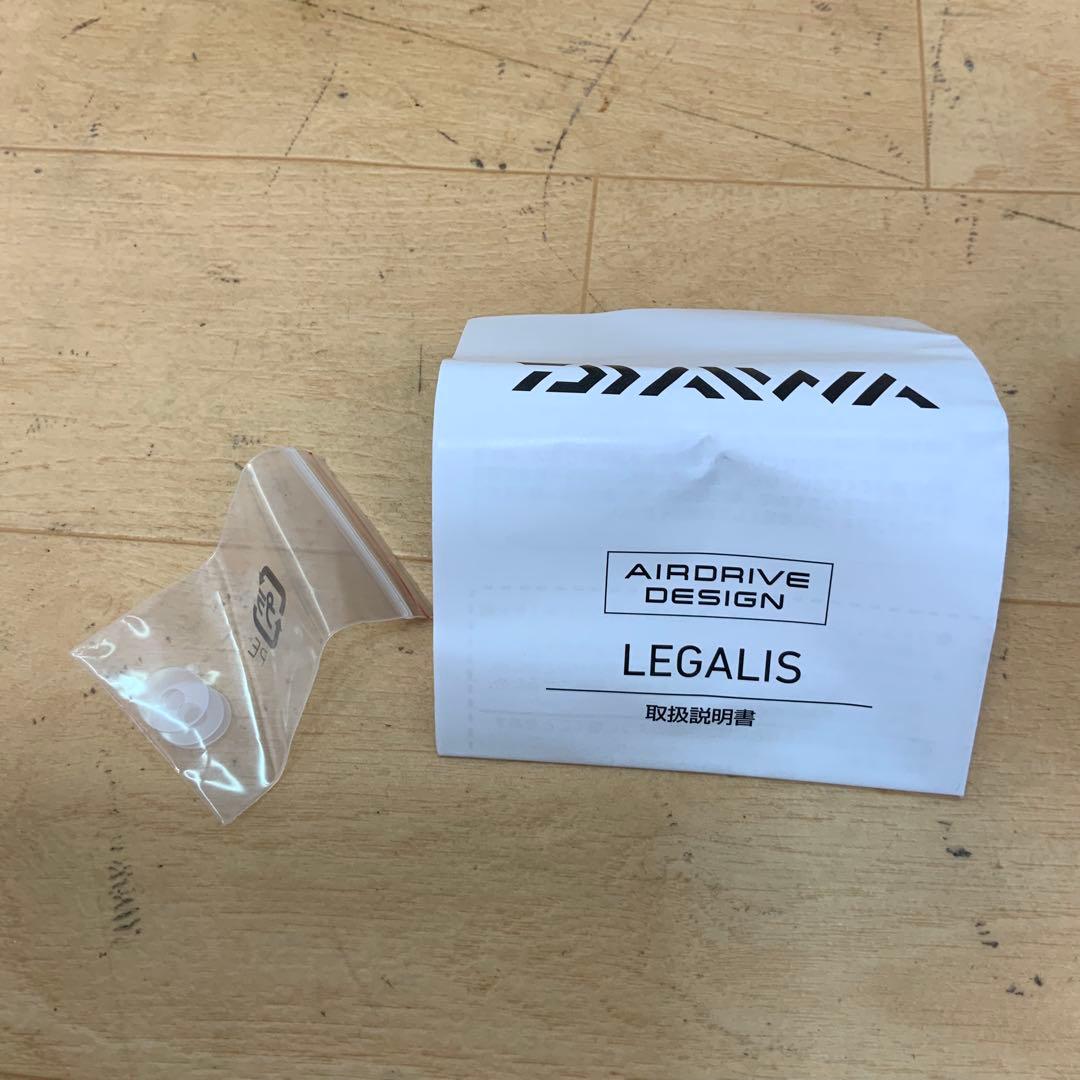 DAIWA
AIRDRIVE
DESIGN
LEGALIS
取扱説明書